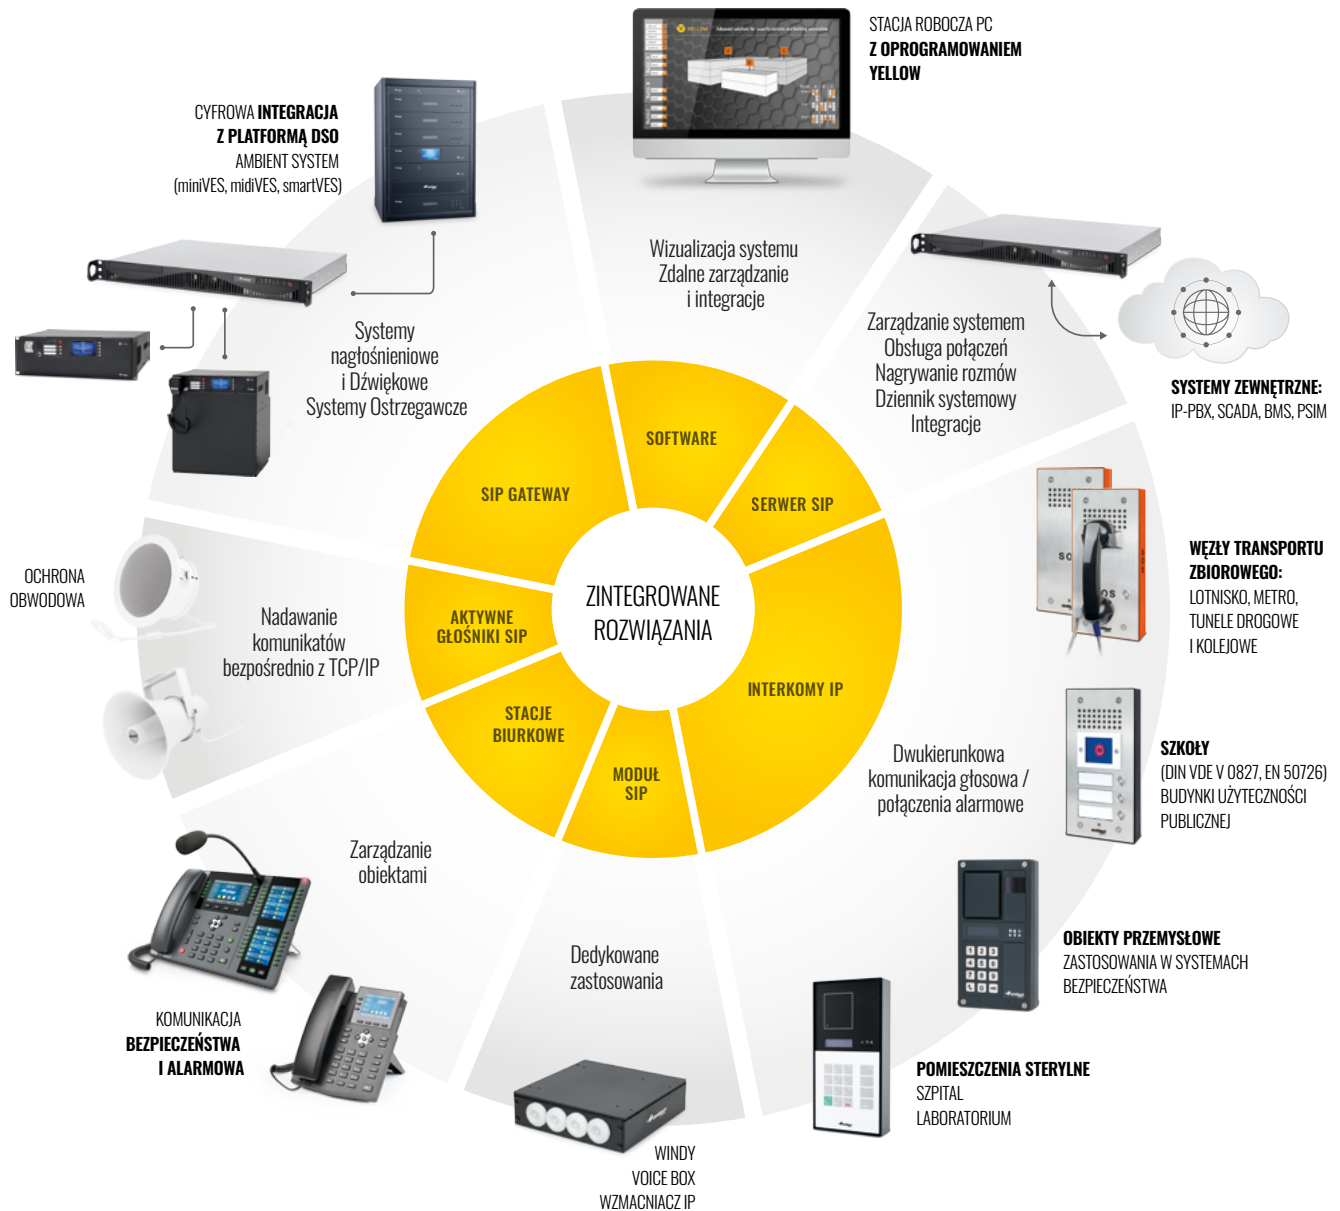 STACJA ROBOCZA PC
Z OPROGRAMOWANIEM
YELLOW
YELLOW
CYFROWA INTEGRACJA
Z PLATFORMĄ DSO
AMBIENT SYSTEM
(miniVES, midiVES, smartVES)
Wizualizacja systemu
Zdalne zarządzanie
i integracje
Systemy
nagłośnieniowe
i Dźwiękowe
Systemy Ostrzegawcze
Zarządzanie systemem
Obsługa połączeń
Nagrywanie rozmów
Dziennik systemowy
Integracje
SYSTEMY ZEWNĘTRZNE:
IP-PBX, SCADA, BMS, PSIM
SOFTWARE
SIP GATEWAY
SERWER SIP
WĘZŁY TRANSPORTU
ZBIOROWEGO:
LOTNISKO, METRO,
TUNELE DROGOWE
I KOLEJOWE
OCHRONA
OBWODOWA
Nadawanie
komunikatów
bezpośrednio z TCP/IP
AKTYWNE
GŁOŚNIKI SIP
ZINTEGROWANE
ROZWIĄZANIA
INTERKOMY IP
STACJE
BIURKOWE
MODUŁ
SIP
Dwukierunkowa
komunikacja głosowa /
połączenia alarmowe
SZKOŁY
(DIN VDE V 0827, EN 50726)
BUDYNKI UŻYTECZNOŚCI
PUBLICZNEJ
Zarządzanie
obiektami
Dedykowane
zastosowania
OBIEKTY PRZEMYSŁOWE
ZASTOSOWANIA W SYSTEMACH
BEZPIECZEŃSTWA
KOMUNIKACJA
BEZPIECZEŃSTWA
I ALARMOWA
POMIESZCZENIA STERYLNE
SZPITAL
LABORATORIUM
WINDY
VOICE BOX
WZMACNIACZ IP